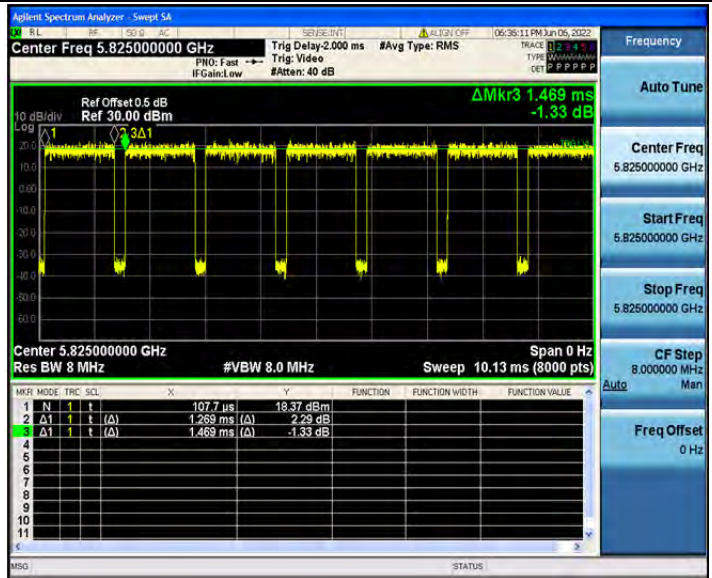 Agilent Spectrum Analyzer - Swept SA
RL RF 50 Ω AC SENSE:INT ALIGN OFF 06:36:11 PM Jun 06, 2022
Center Freq 5.825000000 GHz
PNO: Fast
IFGain:Low
Trig Delay-2.000 ms
Trig: Video
#Atten: 40 dB
#Avg Type: RMS
TRACE 1 2 3 4 5 6
TYPE WWWWWW
DET P P P P P P
ΔMkr3 1.469 ms
-1.33 dB
Ref Offset 0.5 dB
10 dB/div Ref 30.00 dBm
Log
1
2 3Δ1
20.0
10.0
0.00
-10.0
-20.0
-30.0
-40.0
-50.0
-60.0
Center 5.825000000 GHz Span 0 Hz
Res BW 8 MHz #VBW 8.0 MHz Sweep 10.13 ms (8000 pts)
MKR MODE TRC SCL X Y FUNCTION FUNCTION WIDTH FUNCTION VALUE
1 N 1 t 107.7 µs 18.37 dBm
2 Δ1 1 t (Δ) 1.269 ms (Δ) 2.29 dB
3 Δ1 1 t (Δ) 1.469 ms (Δ) -1.33 dB
4
5
6
7
8
9
10
11
MSG STATUS
Frequency
Auto Tune
Center Freq
5.825000000 GHz
Start Freq
5.825000000 GHz
Stop Freq
5.825000000 GHz
CF Step
8.000000 MHz
Auto Man
Freq Offset
0 Hz